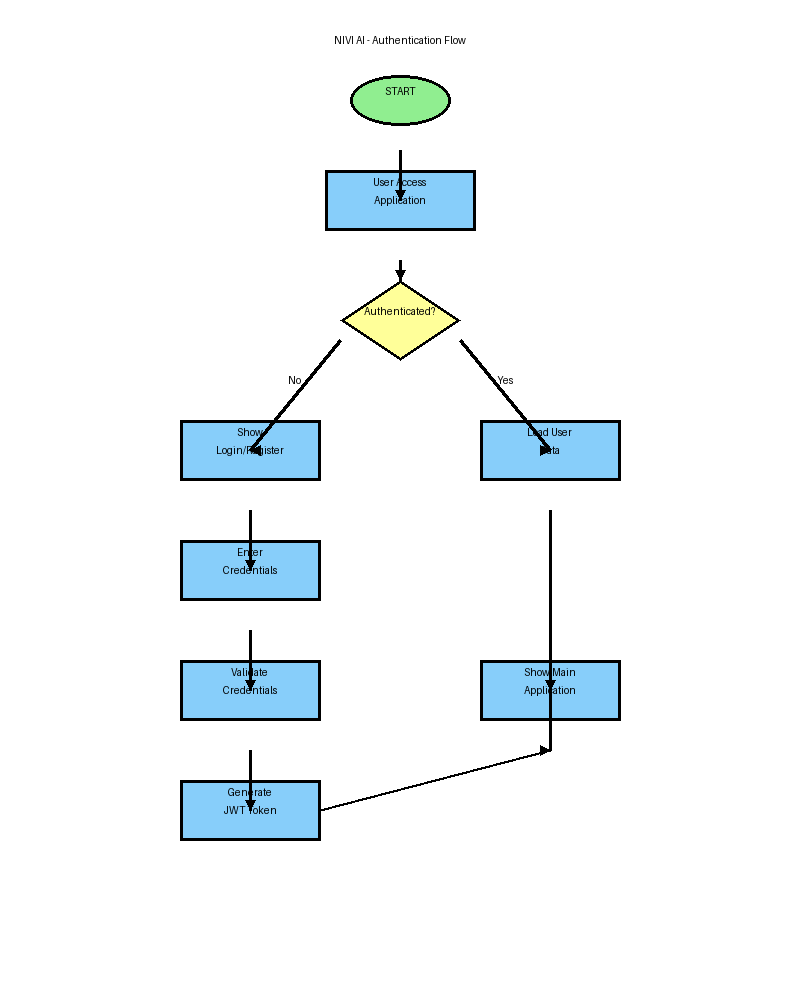 NIVI AI - Authentication Flow
START
User Access
Application
Authenticated?
No
Yes
Show
Login/Register
Load User
Data
Enter
Credentials
Validate
Credentials
Show Main
Application
Generate
JWT Token